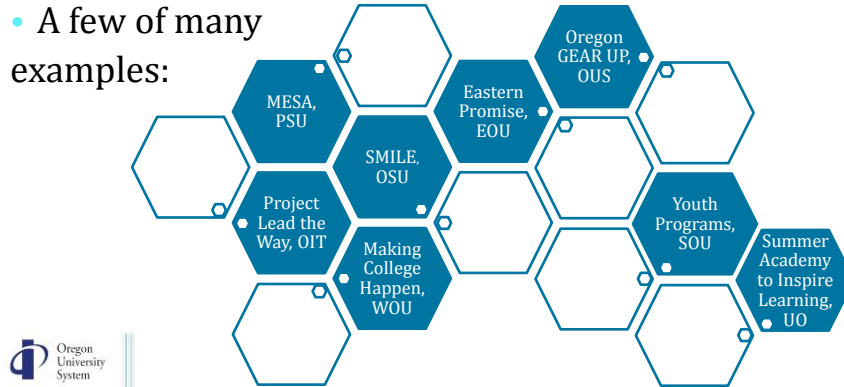 • A few of many
examples:
MESA,
PSU
SMILE,
OSU
Eastern
Promise,
EOU
Oregon
GEAR UP,
OUS
Project
Lead the
Way, OIT
Making
College
Happen,
WOU
Youth
Programs,
SOU
Summer
Academy
to Inspire
Learning,
UO
Oregon
University
System